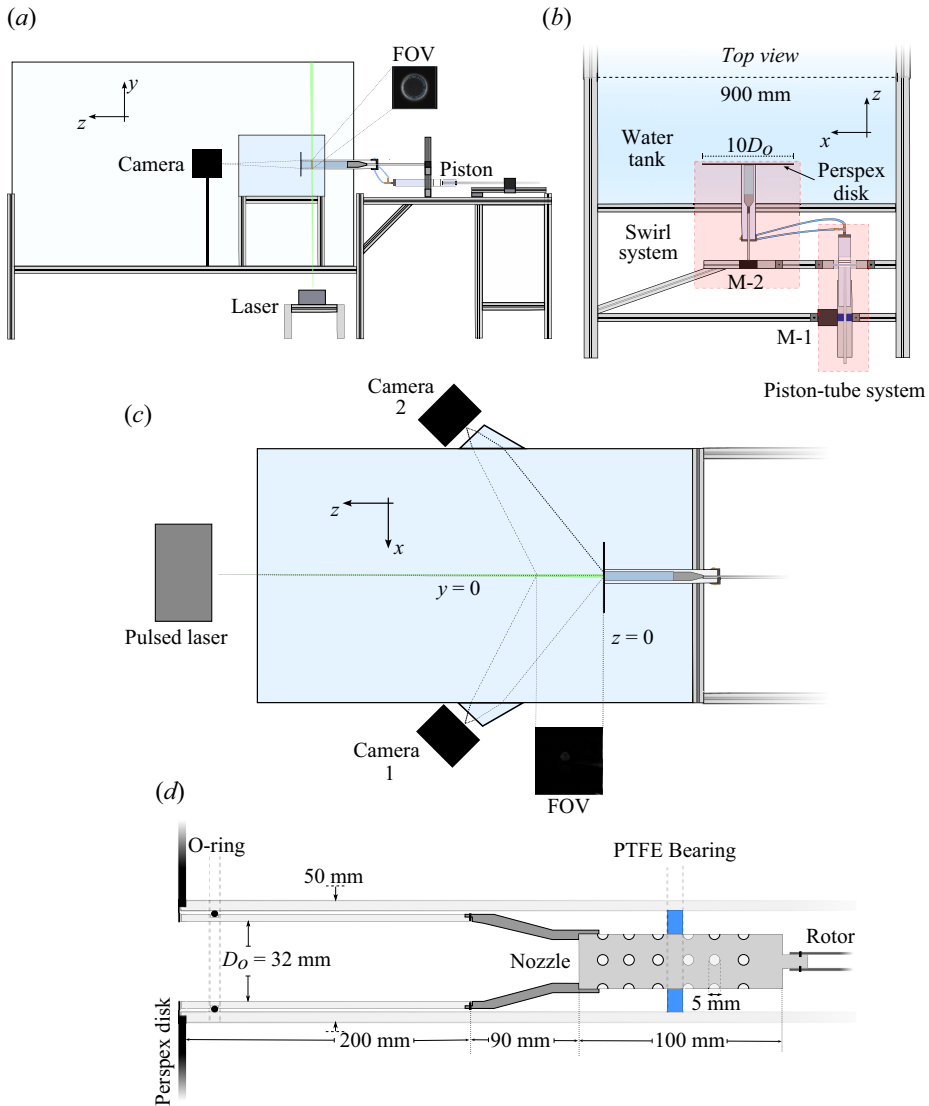 (a)
FOV
y
z
Camera
Piston
Laser
(b)
Top view
900 mm
z
x
Water
tank
10D_o
Perspex
disk
Swirl
system
M-2
M-1
Piston-tube system
(c)
Camera
2
z
x
y = 0
Pulsed laser
z = 0
Camera
1
FOV
(d)
O-ring
50 mm
PTFE Bearing
D_o = 32 mm
Nozzle
Rotor
5 mm
Perspex disk
200 mm
90 mm
100 mm